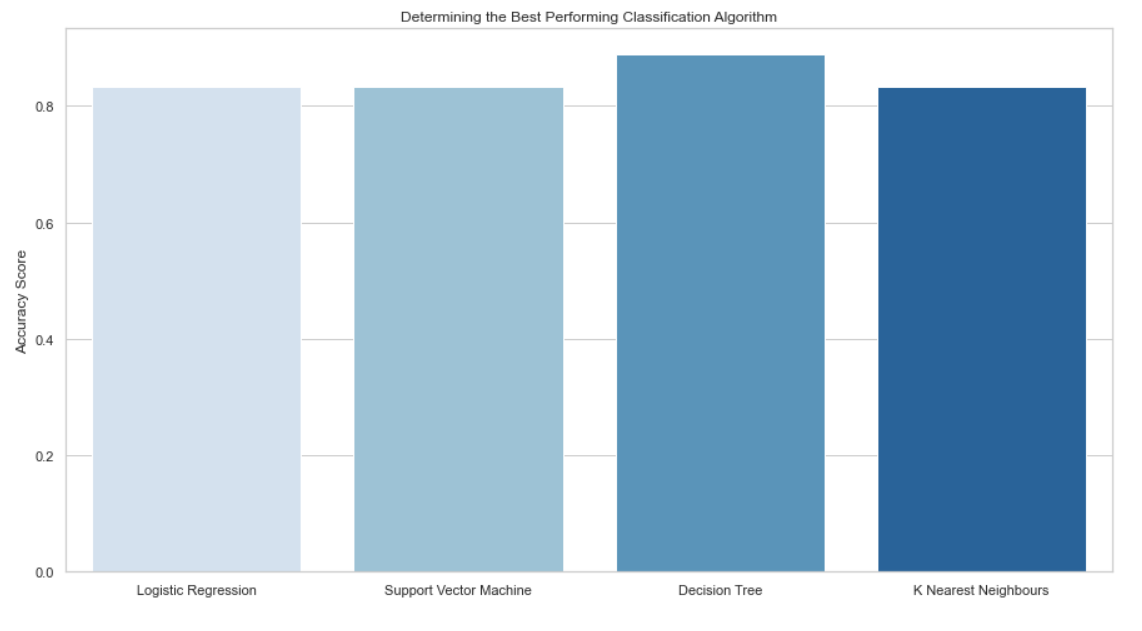 Determining the Best Performing Classification Algorithm
Accuracy Score
0.8
0.6
0.4
0.2
0.0
Logistic Regression
Support Vector Machine
Decision Tree
K Nearest Neighbours